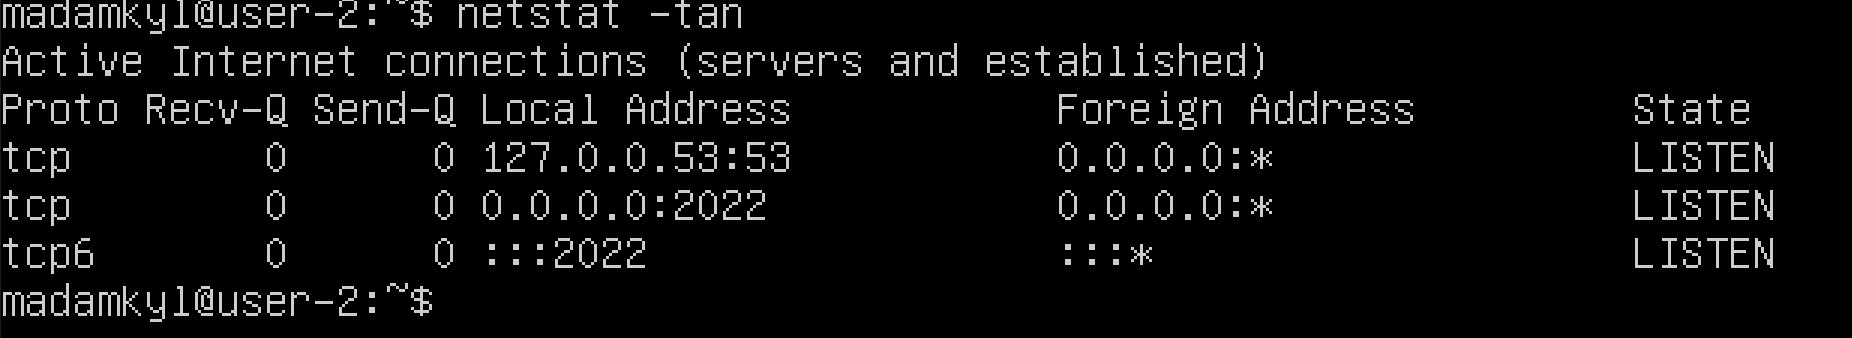 madamkyl@user-2:~$ netstat -tan
Active Internet connections (servers and established)
Proto Recv-Q Send-Q Local Address           Foreign Address         State
tcp        0      0 127.0.0.53:53           0.0.0.0:*               LISTEN
tcp        0      0 0.0.0.0:2022            0.0.0.0:*               LISTEN
tcp6       0      0 :::2022                 :::*                    LISTEN
madamkyl@user-2:~$